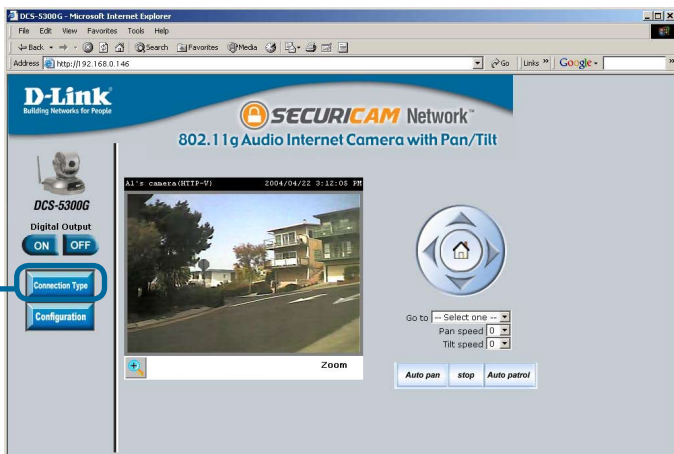 DCS-5300G - Microsoft Internet Explorer
File Edit View Favorites Tools Help
Back Search Favorites Media
Address http://192.168.0.146 Go Links » Google »
D-Link®
Building Networks for People
SECURICAM Network™
802.11g Audio Internet Camera with Pan/Tilt
DCS-5300G
Digital Output
ON OFF
Connection Type
Configuration
Al's camera(HTTP-V) 2004/04/22 3:12:05 PM
Zoom
Go to -- Select one --
Pan speed 0
Tilt speed 0
Auto pan stop Auto patrol